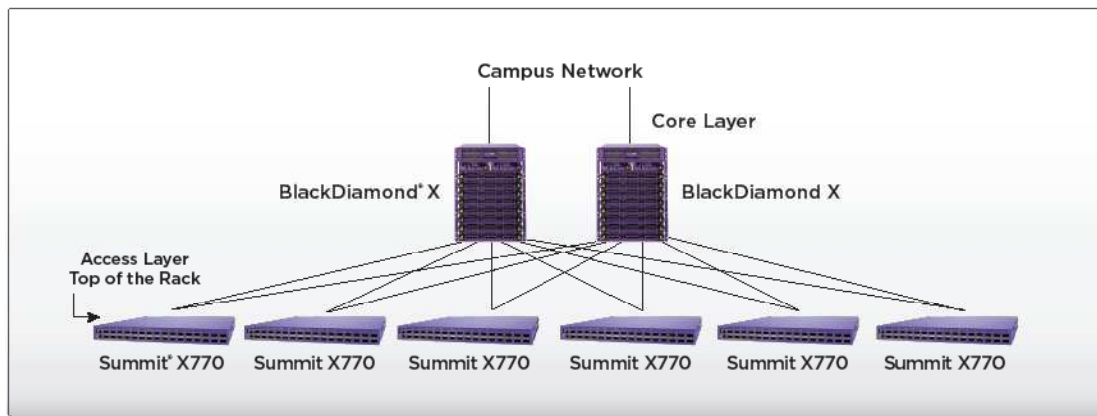 Campus Network
Core Layer
BlackDiamond® X
BlackDiamond X
Access Layer
Top of the Rack
Summit® X770
Summit X770
Summit X770
Summit X770
Summit X770
Summit X770